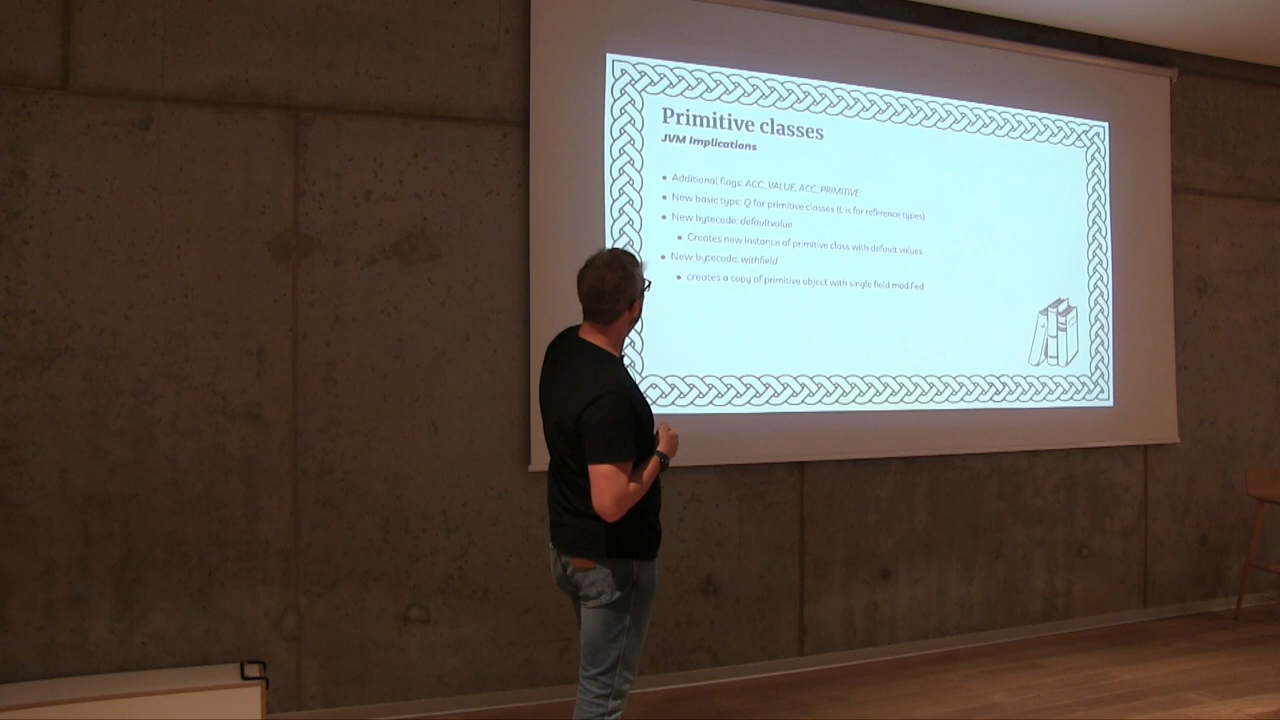 Primitive classes
JVM Implications
Additional flags: ACC_VALUE, ACC_PRIMITIVE
New basic type: Q for primitive classes (L is for reference types)
New bytecode: defaultvalue
Creates new instance of primitive class with default values
New bytecode: withfield
creates a copy of primitive object with single field modified